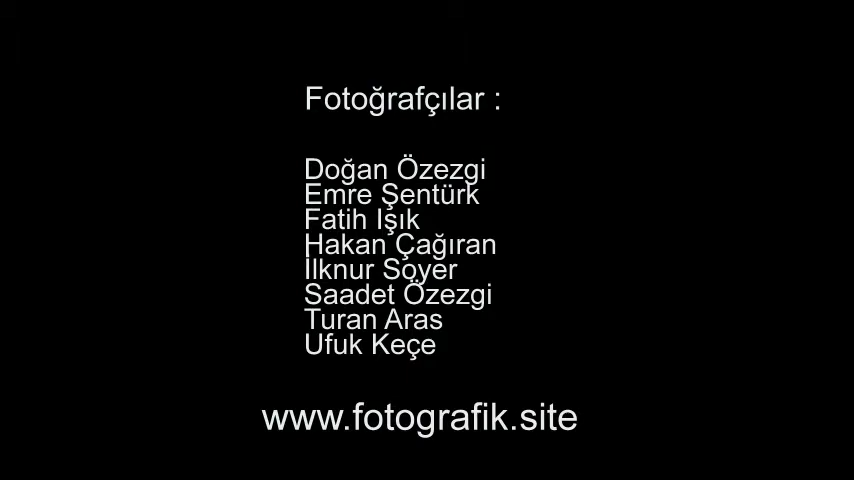 Fotoğrafçılar :
Doğan Özezgi
Emre Şentürk
Fatih Işık
Hakan Çağıran
İlknur Soyer
Saadet Özezgi
Turan Aras
Ufuk Keçe
www.fotografik.site